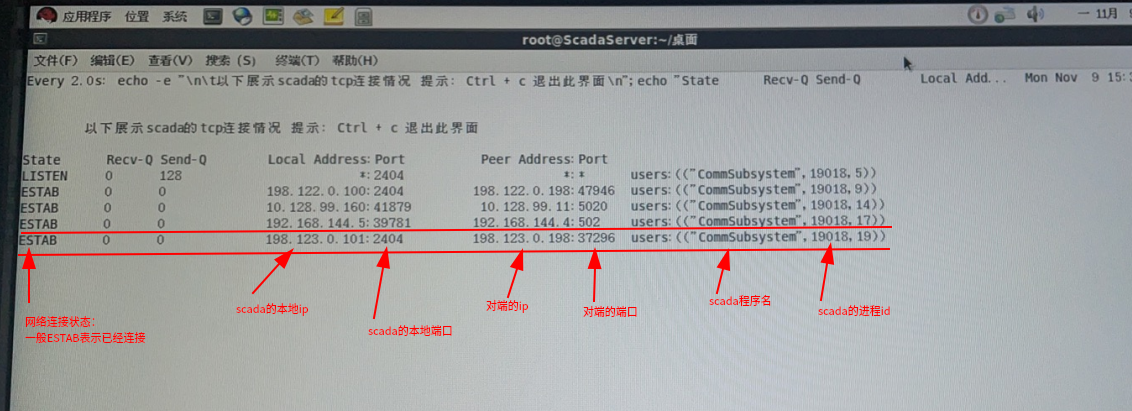 应用程序 位置 系统 一 11月
root@ScadaServer:~/桌面
文件(F) 编辑(E) 查看(V) 搜索 (S) 终端(T) 帮助(H)
Every 2.0s: echo -e "\n\t以下展示scada的tcp连接情况 提示: Ctrl + c 退出此界面\n";echo "State Recv-Q Send-Q Local Add... Mon Nov 9 15:
以下展示scada的tcp连接情况 提示: Ctrl + c 退出此界面
State Recv-Q Send-Q Local Address:Port Peer Address:Port
LISTEN 0 128 *:2404 *:* users:(("CommSubsystem",19018,5))
ESTAB 0 0 198.122.0.100:2404 198.122.0.198:47946 users:(("CommSubsystem",19018,9))
ESTAB 0 0 10.128.99.160:41879 10.128.99.11:5020 users:(("CommSubsystem",19018,14))
ESTAB 0 0 192.168.144.5:39781 192.168.144.4:502 users:(("CommSubsystem",19018,17))
ESTAB 0 0 198.123.0.101:2404 198.123.0.198:37296 users:(("CommSubsystem",19018,19))
网络连接状态:
一般ESTAB表示已经连接
scada的本地ip
scada的本地端口
对端的ip
对端的端口
scada程序名
scada的进程id